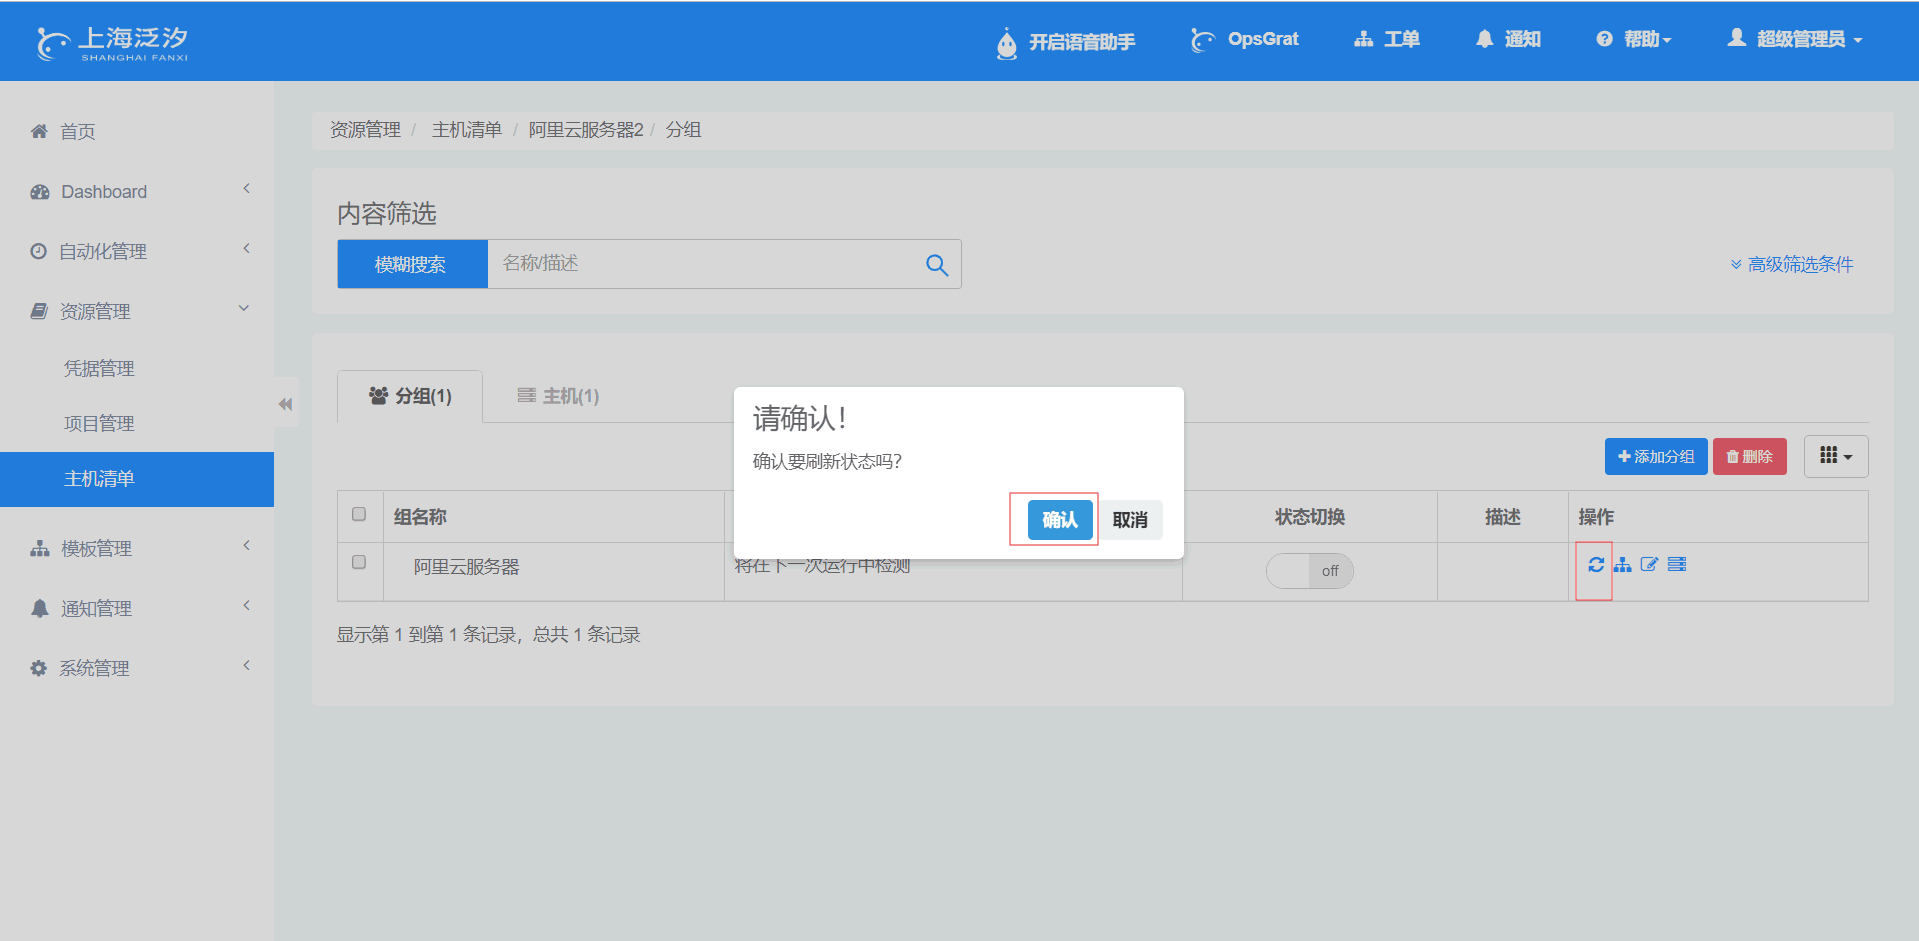 上海泛汐
SHANGHAI FANXI
开启语音助手
OpsGrat
工单
通知
帮助
超级管理员
首页
Dashboard
自动化管理
资源管理
凭据管理
项目管理
主机清单
模板管理
通知管理
系统管理
资源管理 / 主机清单 / 阿里云服务器2 / 分组
内容筛选
模糊搜索 名称/描述
高级筛选条件
分组(1) 主机(1)
请确认！
确认要刷新状态吗?
确认 取消
添加分组 删除
组名称 状态切换 描述 操作
阿里云服务器 将在下一次运行中检测 off
显示第 1 到第 1 条记录，总共 1 条记录